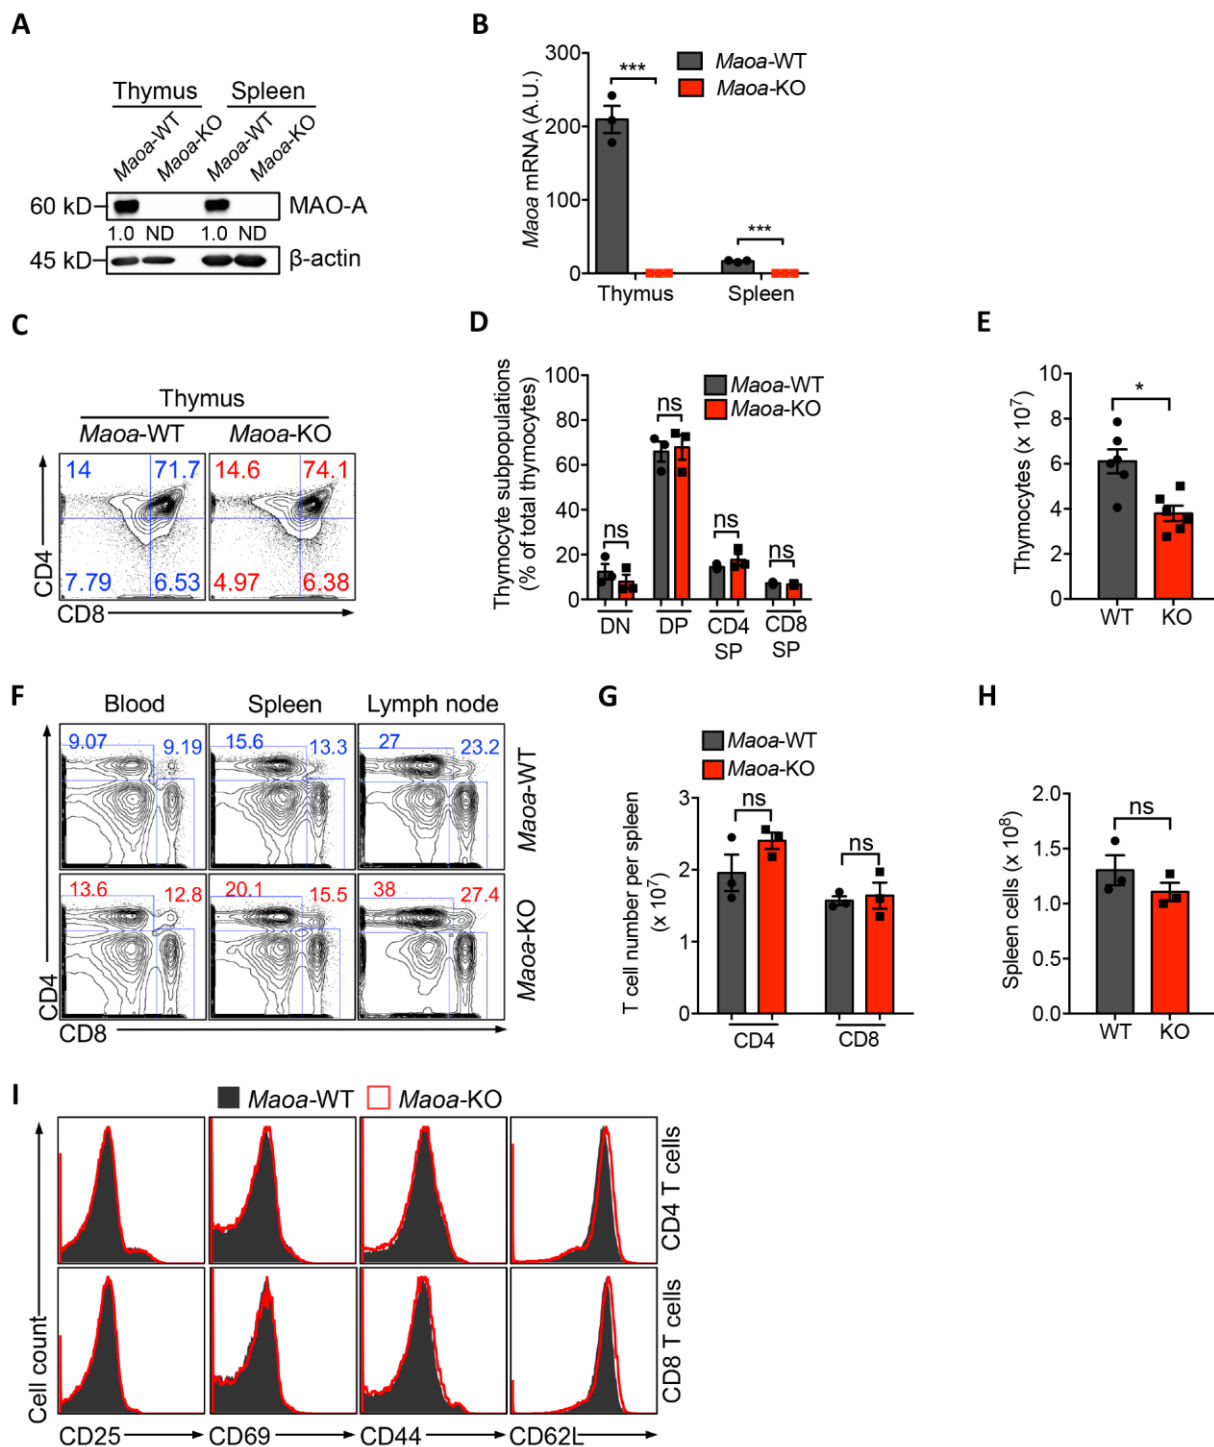 A
Thymus Spleen
Maoa-WT Maoa-KO Maoa-WT Maoa-KO
60 kD MAO-A
1.0 ND 1.0 ND
45 kD β-actin
B
Maoa mRNA (A.U.)
300
200
100
0
*** Maoa-WT
Maoa-KO
***
Thymus Spleen
C
Thymus
Maoa-WT Maoa-KO
14 71.7 14.6 74.1
7.79 6.53 4.97 6.38
CD4
CD8
D
Thymocyte subpopulations
(% of total thymocytes)
100
80
60
40
20
0
Maoa-WT
Maoa-KO
ns ns ns ns
DN DP CD4 SP CD8 SP
E
Thymocytes (x 10⁷)
10
8
6
4
2
0
*
WT KO
F
Blood Spleen Lymph node
9.07 9.19 15.6 13.3 27 23.2
Maoa-WT
13.6 12.8 20.1 15.5 38 27.4
Maoa-KO
CD4
CD8
G
Maoa-WT
Maoa-KO
T cell number per spleen
(x 10⁷)
3
2
1
0
ns ns
CD4 CD8
H
Spleen cells (x 10⁸)
2.0
1.5
1.0
0.5
0.0
ns
WT KO
I
Maoa-WT Maoa-KO
Cell count
CD4 T cells
CD8 T cells
CD25 CD69 CD44 CD62L